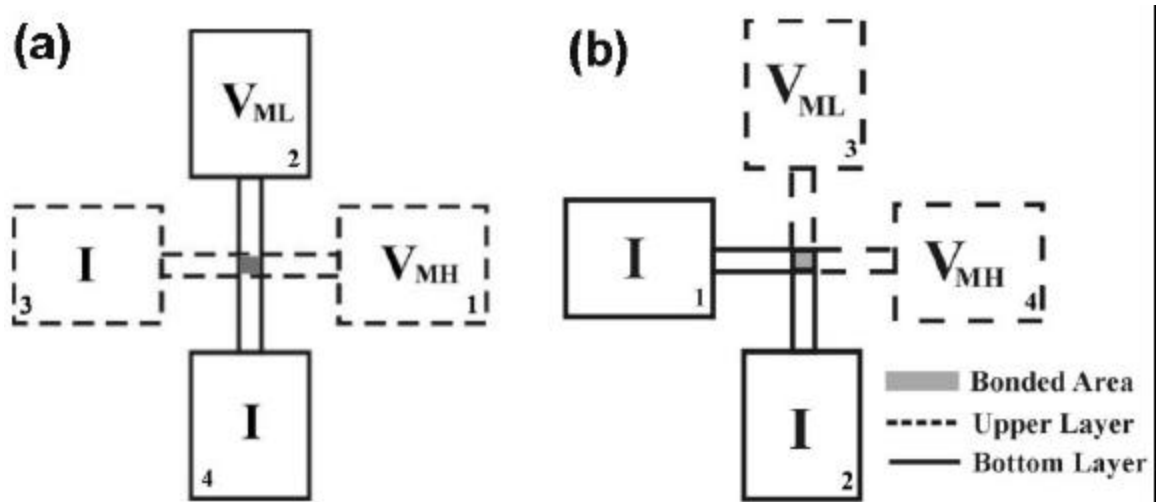 (a)
V_ML
2
I
3
V_MH
1
I
4
(b)
V_ML
3
I
1
V_MH
4
I
2
Bonded Area
Upper Layer
Bottom Layer